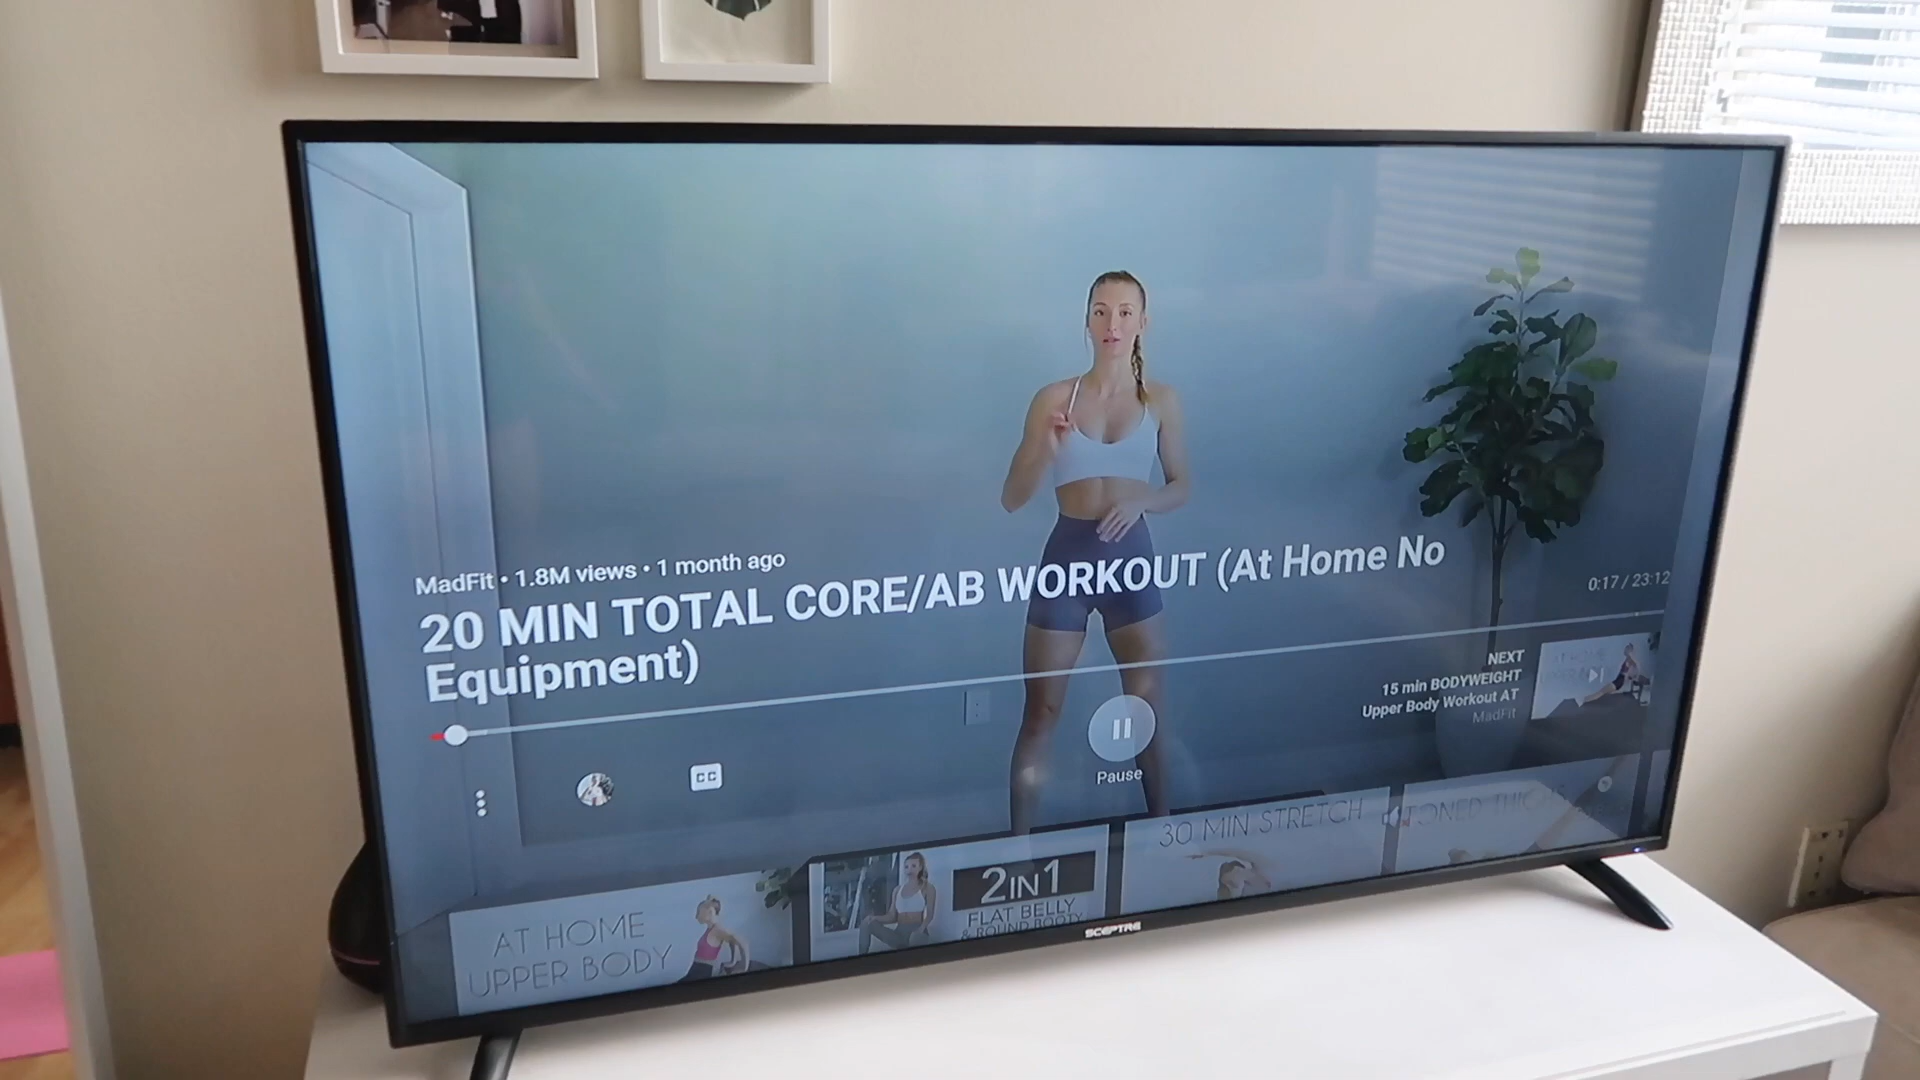 MadFit • 1.8M views • 1 month ago
20 MIN TOTAL CORE/AB WORKOUT (At Home No
Equipment)
0:17 / 23:12
NEXT
15 min BODYWEIGHT
Upper Body Workout AT
MadFit
CC
Pause
AT HOME
UPPER BODY
2IN1
FLAT BELLY
& ROUND BOOTY
30 MIN STRETCH
TONED THIGHS
SCEPTRE